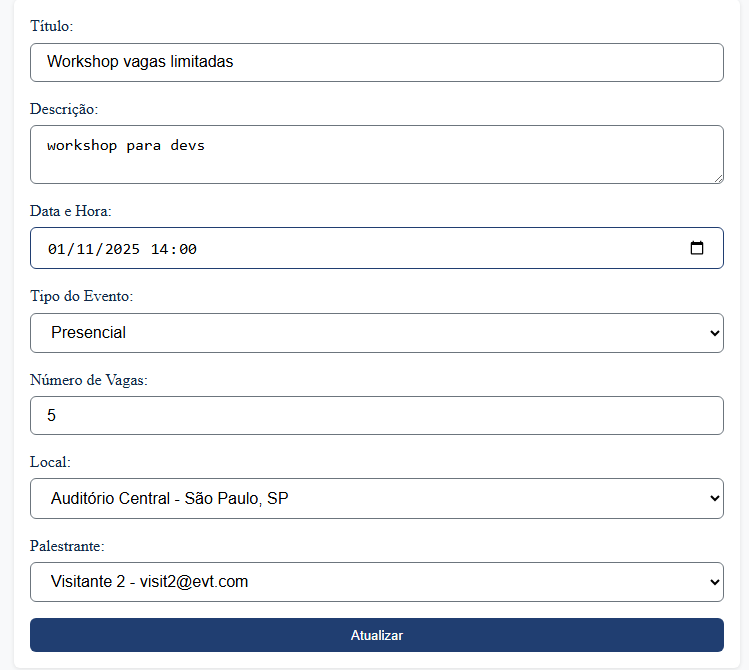 Título:
Workshop vagas limitadas
Descrição:
workshop para devs
Data e Hora:
01/11/2025 14:00
Tipo do Evento:
Presencial
Número de Vagas:
5
Local:
Auditório Central - São Paulo, SP
Palestrante:
Visitante 2 - visit2@evt.com
Atualizar